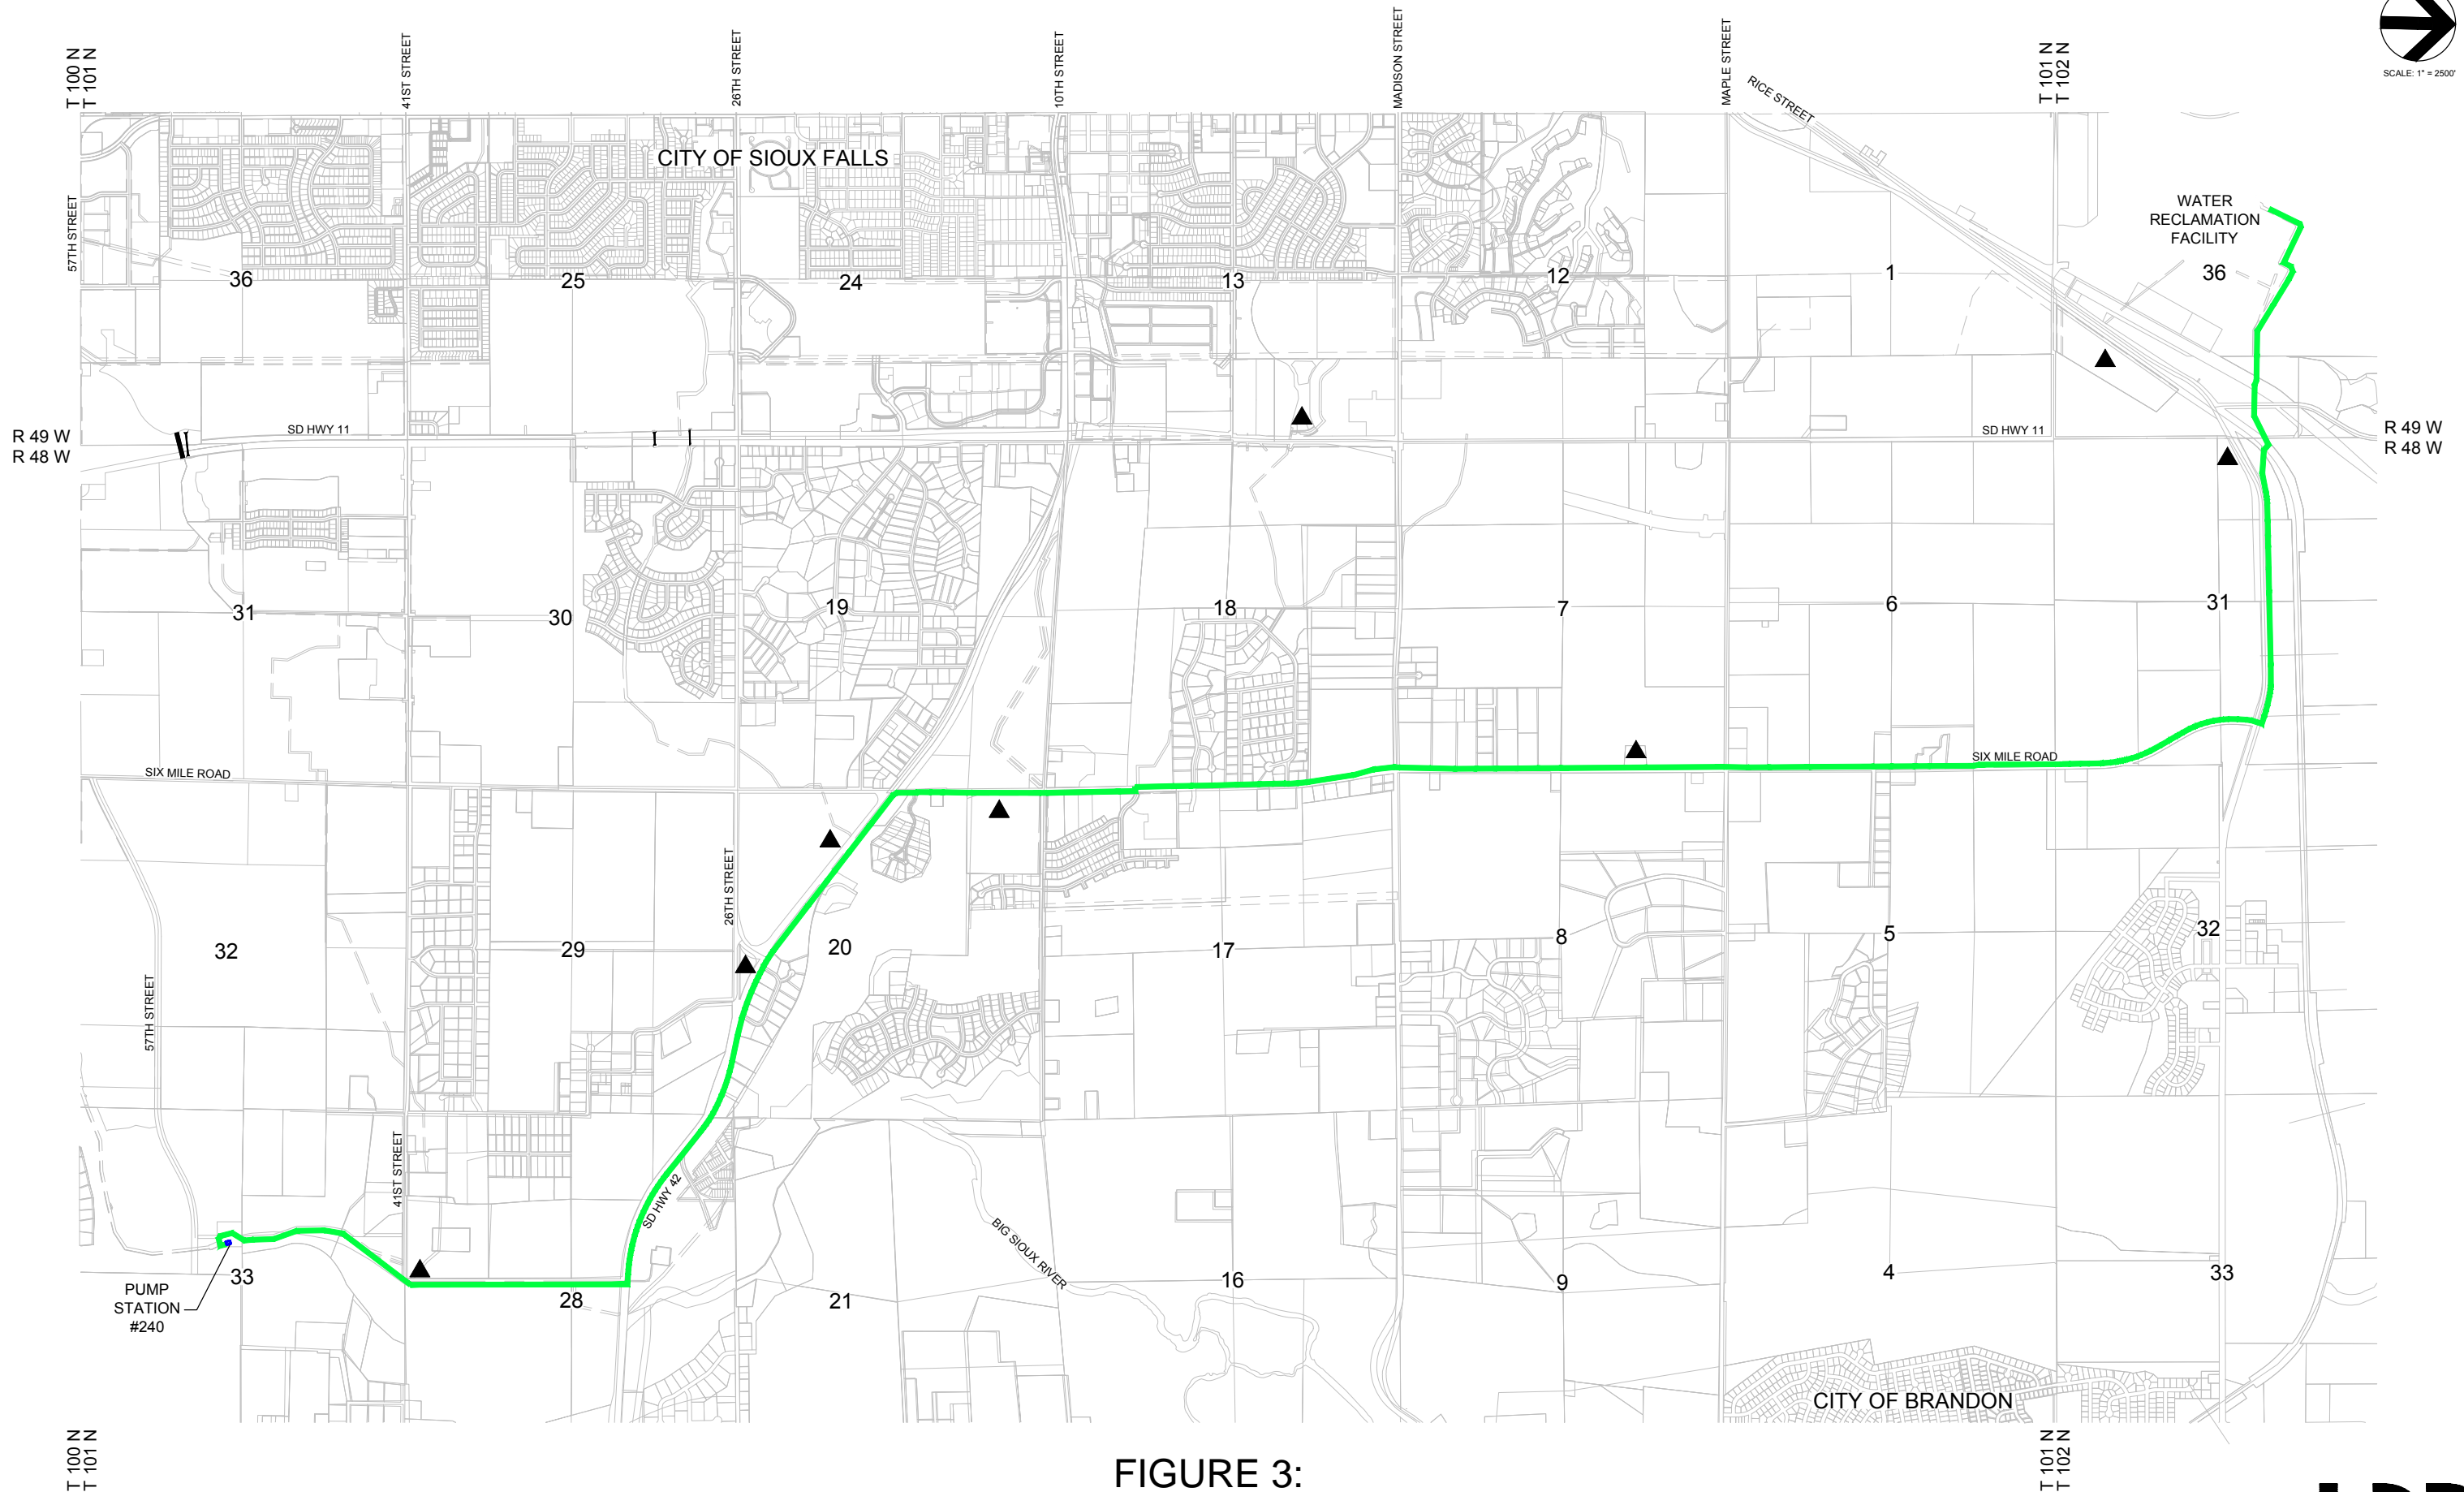 SCALE: 1" = 2500'
T 100 N
T 101 N
41ST STREET
26TH STREET
10TH STREET
MADISON STREET
MAPLE STREET
T 101 N
T 102 N
RICE STREET
CITY OF SIOUX FALLS
57TH STREET
WATER
RECLAMATION
FACILITY
36
25
24
13
12
1
36
R 49 W
R 48 W
SD HWY 11
SD HWY 11
R 49 W
R 48 W
31
30
19
18
7
6
31
SIX MILE ROAD
SIX MILE ROAD
26TH STREET
32
29
20
17
8
5
32
57TH STREET
41ST STREET
SD HWY 42
BIG SIOUX RIVER
PUMP
STATION
#240
33
28
21
16
9
4
33
CITY OF BRANDON
T 100 N
T 101 N
T 101 N
T 102 N
FIGURE 3: